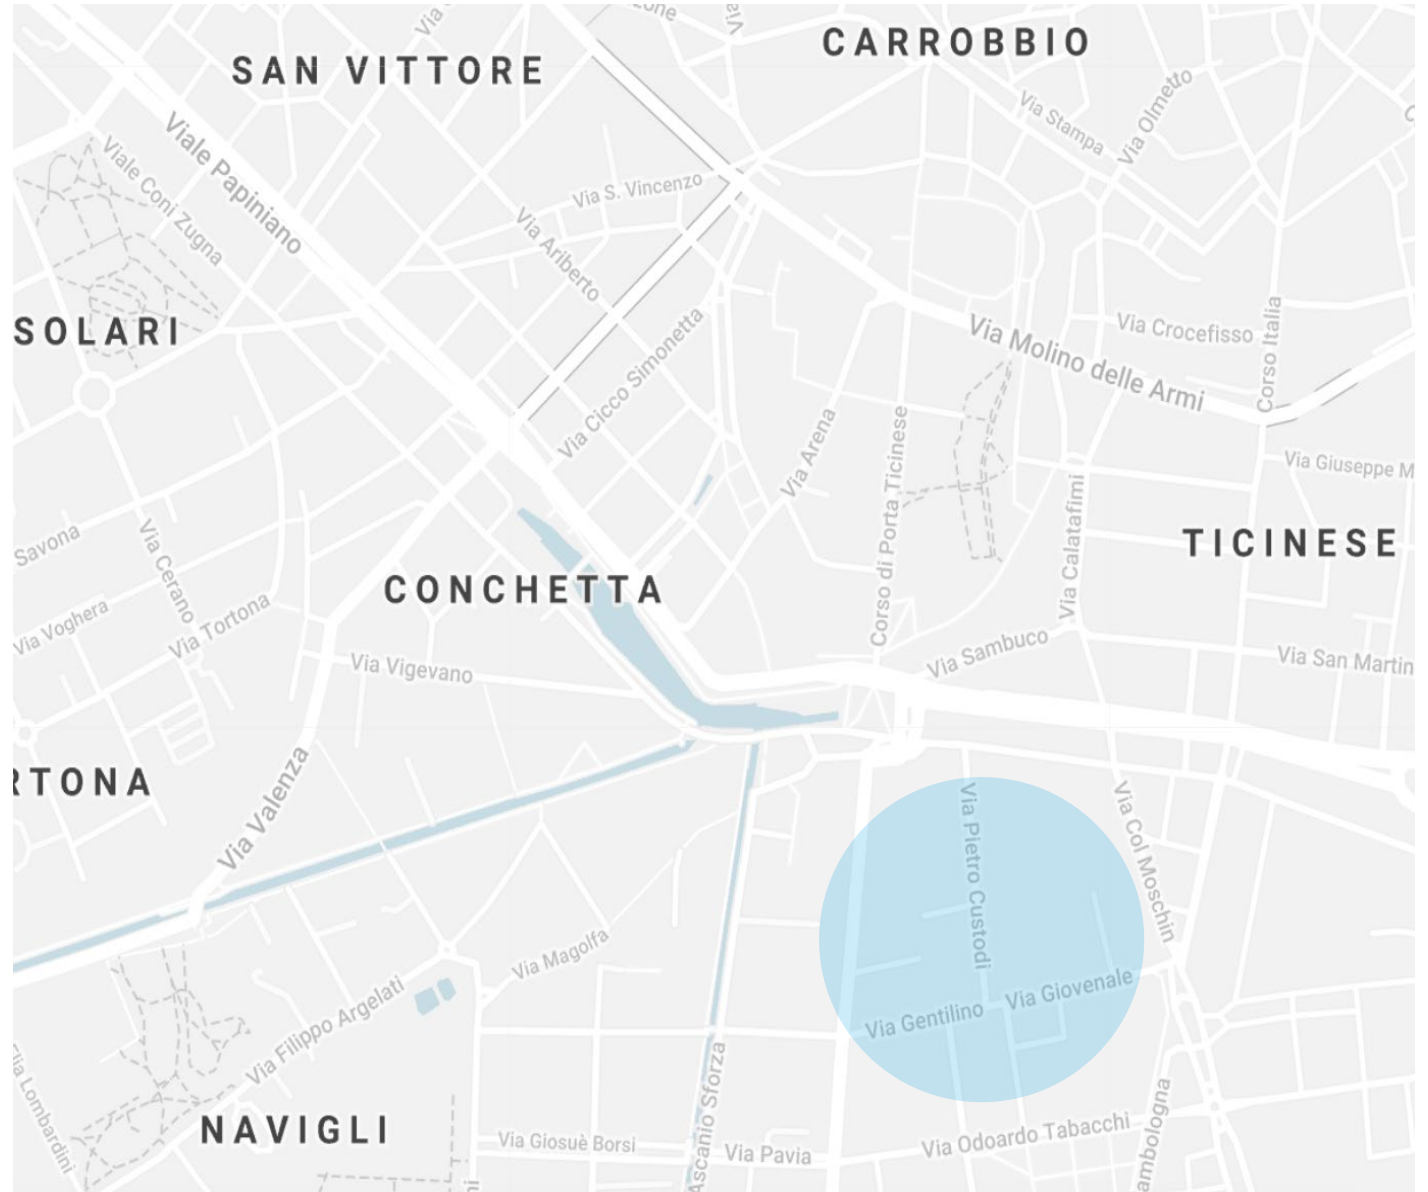 CARROBBIO
SAN VITTORE
Via Stampa
Via Olmetto
Viale Papiniano
Viale Coni Zugna
Via S. Vincenzo
Via Ariberto
SOLARI
Via Cicco Simonetta
Via Molino delle Armi
Via Crocefisso
Corso Italia
Via Arena
Corso di Porta Ticinese
Via Giuseppe M
Via Calatafimi
TICINESE
Savona
Via Cerano
CONCHETTA
Via Voghera
Via Tortona
Via Vigevano
Via Sambuco
Via San Martin
RTONA
Via Valenza
Via Pietro Custodi
Via Col Moschin
Via Magolfa
Via Filippo Argelati
Via Gentilino
Via Giovenale
Ascanio Sforza
Lombardini
NAVIGLI
Via Giosuè Borsi
Via Pavia
Via Odoardo Tabacchi
ambologna